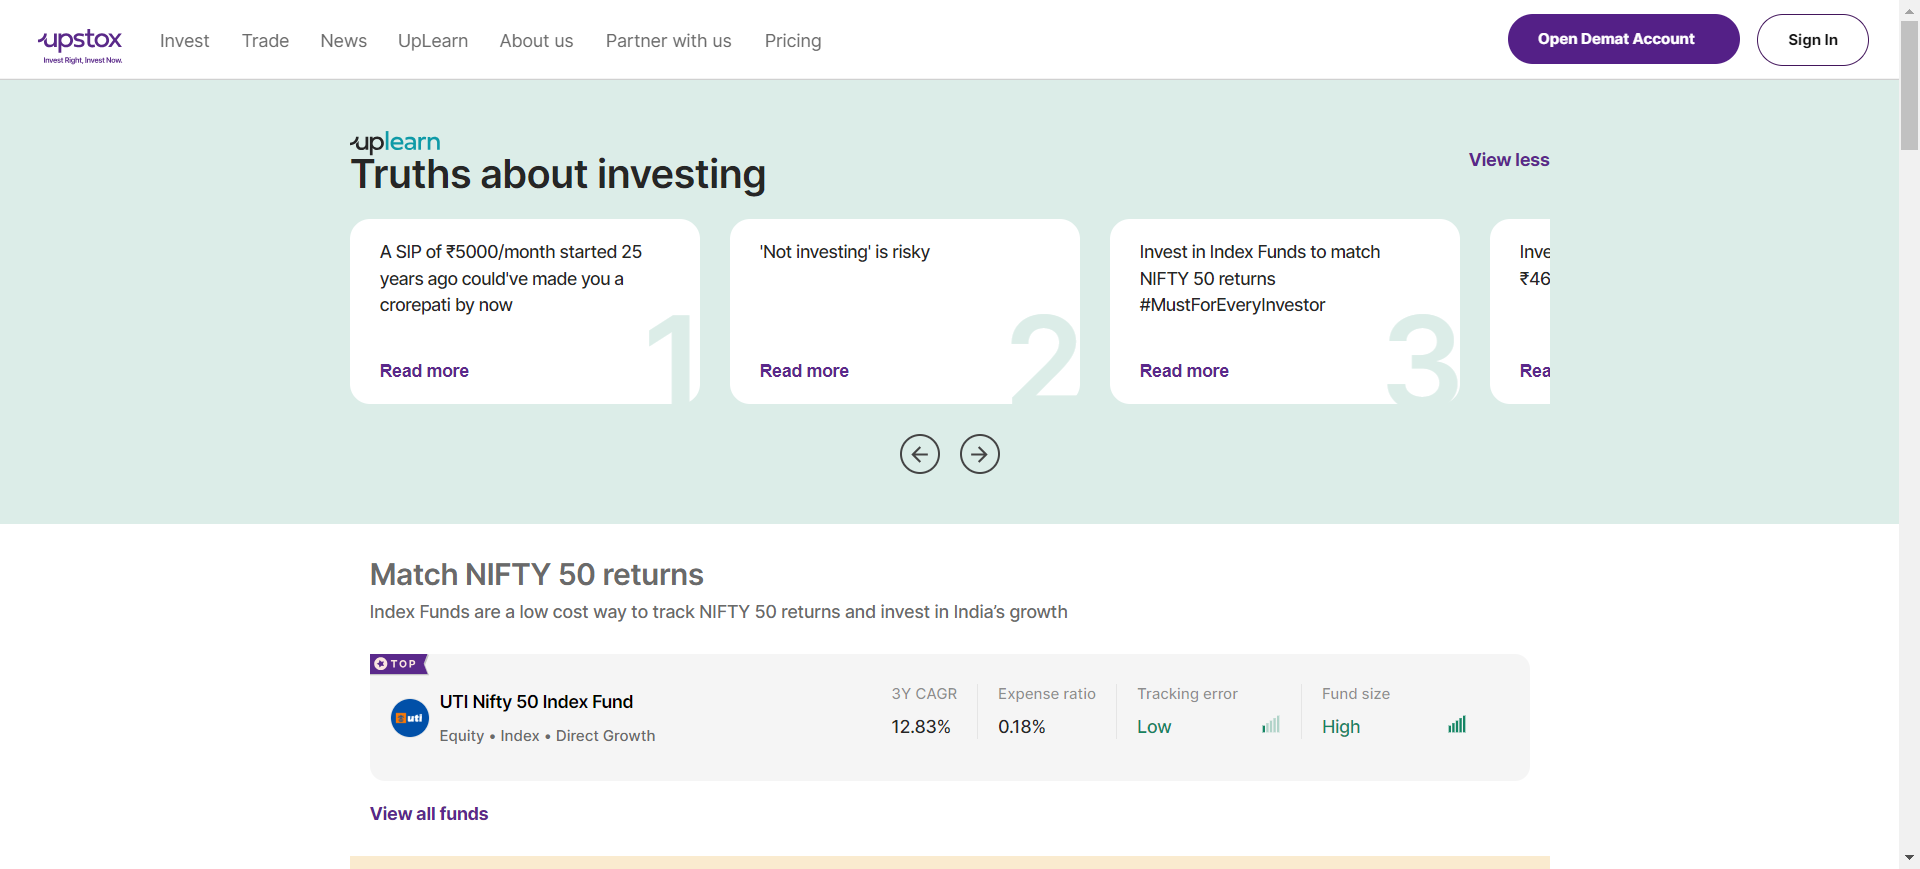 upstox
Invest Right, Invest Now.
Invest
Trade
News
UpLearn
About us
Partner with us
Pricing
Open Demat Account
Sign In
uplearn
Truths about investing
View less
A SIP of ₹5000/month started 25
years ago could've made you a
crorepati by now
Read more
1
'Not investing' is risky
Read more
2
Invest in Index Funds to match
NIFTY 50 returns
#MustForEveryInvestor
Read more
3
Inve
₹46
Rea
Match NIFTY 50 returns
Index Funds are a low cost way to track NIFTY 50 returns and invest in India’s growth
TOP
uti
UTI Nifty 50 Index Fund
Equity • Index • Direct Growth
3Y CAGR
12.83%
Expense ratio
0.18%
Tracking error
Low
Fund size
High
View all funds